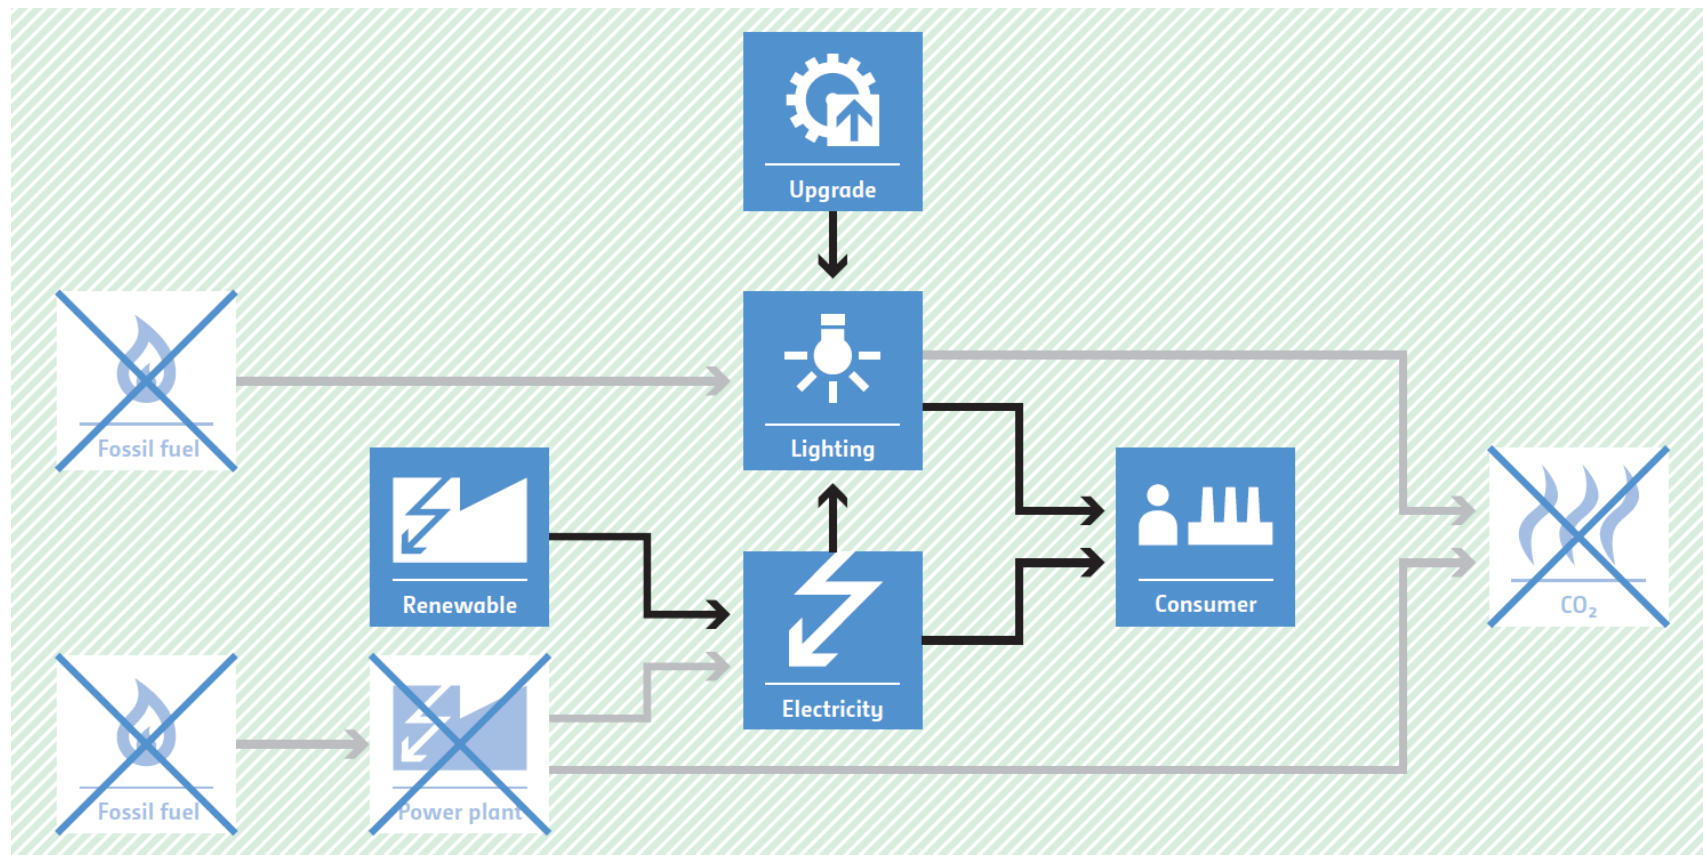 Upgrade
Fossil fuel
Lighting
Renewable
Consumer
CO₂
Electricity
Fossil fuel
Power plant